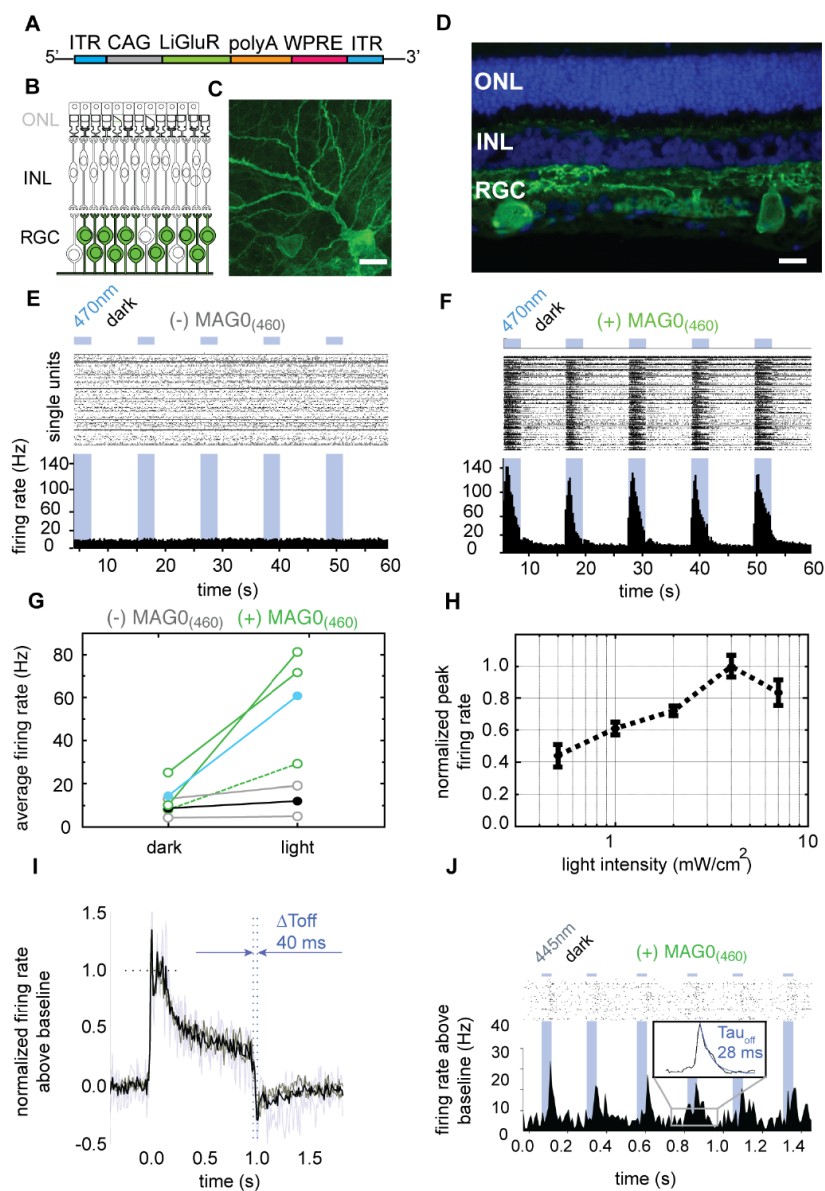 A
5' ITR CAG LiGluR polyA WPRE ITR 3'
B
ONL
INL
RGC
C
D
ONL
INL
RGC
E
470nm
dark
(-) MAG0(460)
single units
firing rate (Hz)
140
100
60
20
0
10 20 30 40 50 60
time (s)
F
470nm
dark
(+) MAG0(460)
140
100
60
20
0
10 20 30 40 50 60
time (s)
G
(-) MAG0(460) (+) MAG0(460)
average firing rate (Hz)
80
60
40
20
0
dark light
H
normalized peak
firing rate
1.0
0.8
0.6
0.4
0.2
0.0
1 10
light intensity (mW/cm2)
I
normalized firing rate
above baseline
1.5
1.0
0.5
0.0
-0.5
ΔToff
40 ms
0.0 0.5 1.0 1.5
time (s)
J
445nm
dark
(+) MAG0(460)
firing rate above
baseline (Hz)
40
30
20
10
0
Tauoff
28 ms
0.0 0.2 0.4 0.6 0.8 1.0 1.2 1.4
time (s)